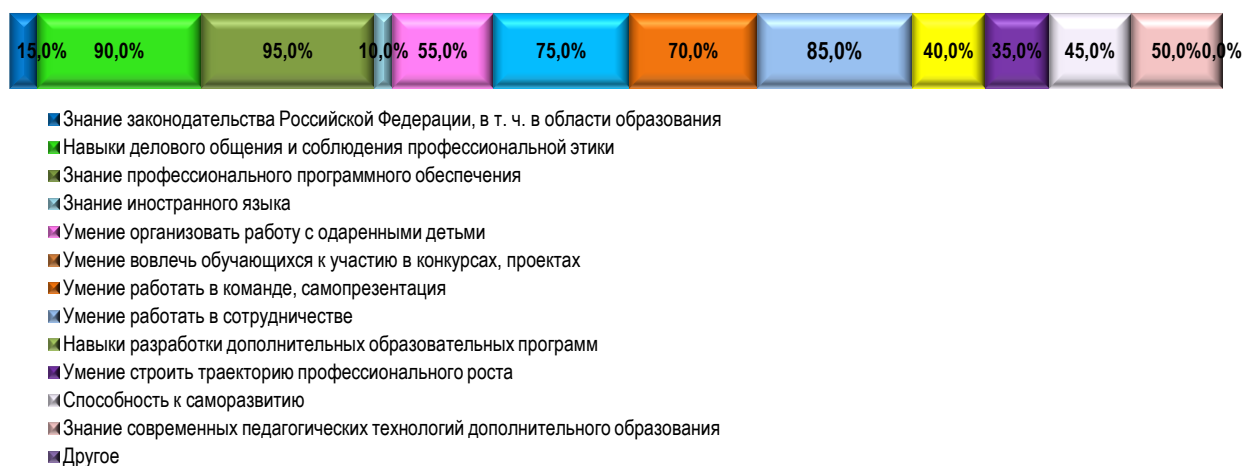 15,0% 90,0% 95,0% 10,0% 55,0% 75,0% 70,0% 85,0% 40,0% 35,0% 45,0% 50,0% 0,0%
Знание законодательства Российской Федерации, в т. ч. в области образования
Навыки делового общения и соблюдения профессиональной этики
Знание профессионального программного обеспечения
Знание иностранного языка
Умение организовать работу с одаренными детьми
Умение вовлечь обучающихся к участию в конкурсах, проектах
Умение работать в команде, самопрезентация
Умение работать в сотрудничестве
Навыки разработки дополнительных образовательных программ
Умение строить траекторию профессионального роста
Способность к саморазвитию
Знание современных педагогических технологий дополнительного образования
Другое